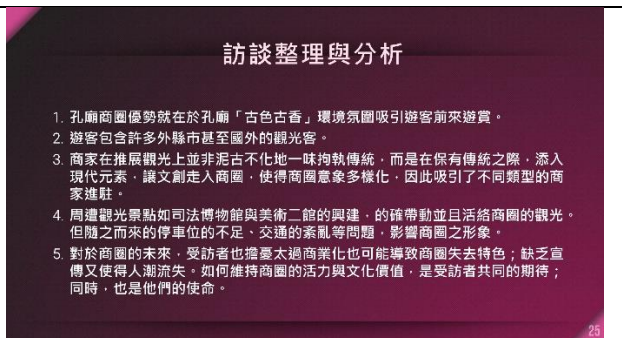 訪談整理與分析
1. 孔廟商圈優勢就在於孔廟「古色古香」環境氛圍吸引遊客前來遊賞。
2. 遊客包含許多外縣市甚至國外的觀光客。
3. 商家在推展觀光上並非泥古不化地一味拘執傳統，而是在保有傳統之際，添入
現代元素，讓文創走入商圈，使得商圈意象多樣化，因此吸引了不同類型的商
家進駐。
4. 周遭觀光景點如司法博物館與美術二館的興建，的確帶動並且活絡商圈的觀光。
但隨之而來的停車位的不足、交通的紊亂等問題，影響商圈之形象。
5. 對於商圈的未來，受訪者也擔憂太過商業化也可能導致商圈失去特色；缺乏宣
傳又使得人潮流失。如何維持商圈的活力與文化價值，是受訪者共同的期待；
同時，也是他們的使命。
25